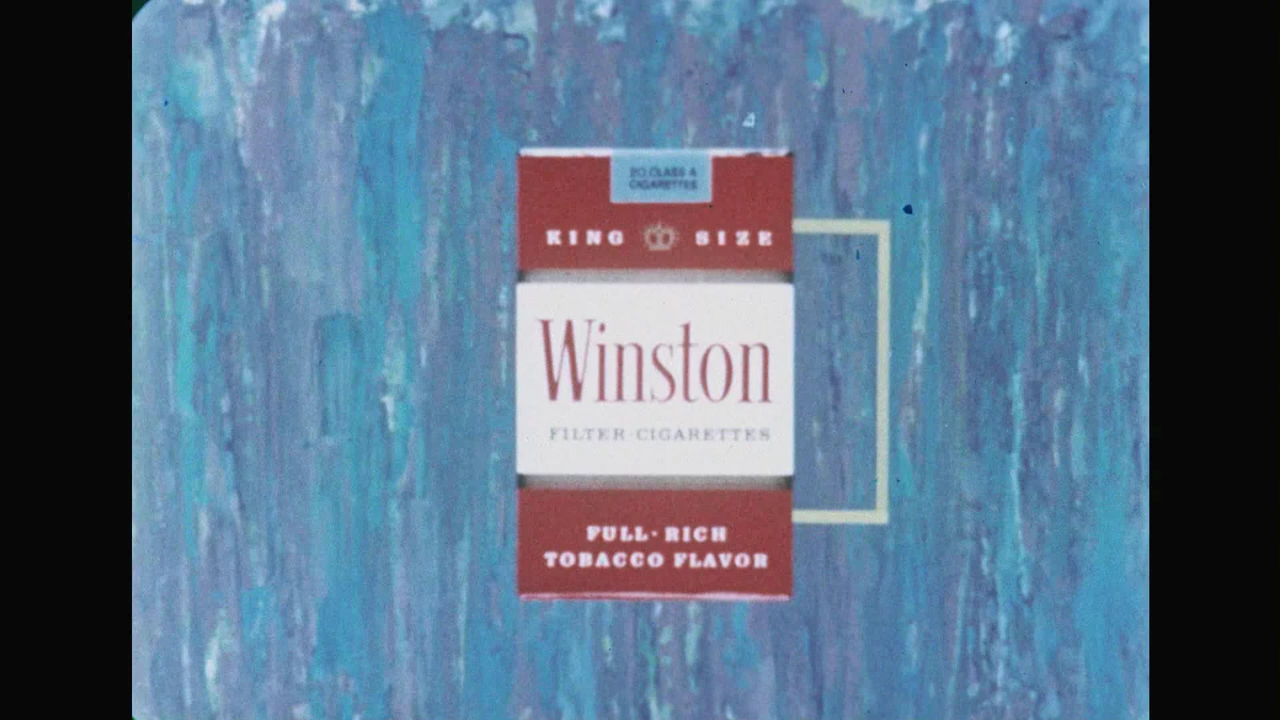 20 CLASS A
CIGARETTES
KING SIZE
Winston
FILTER·CIGARETTES
FULL·RICH
TOBACCO FLAVOR